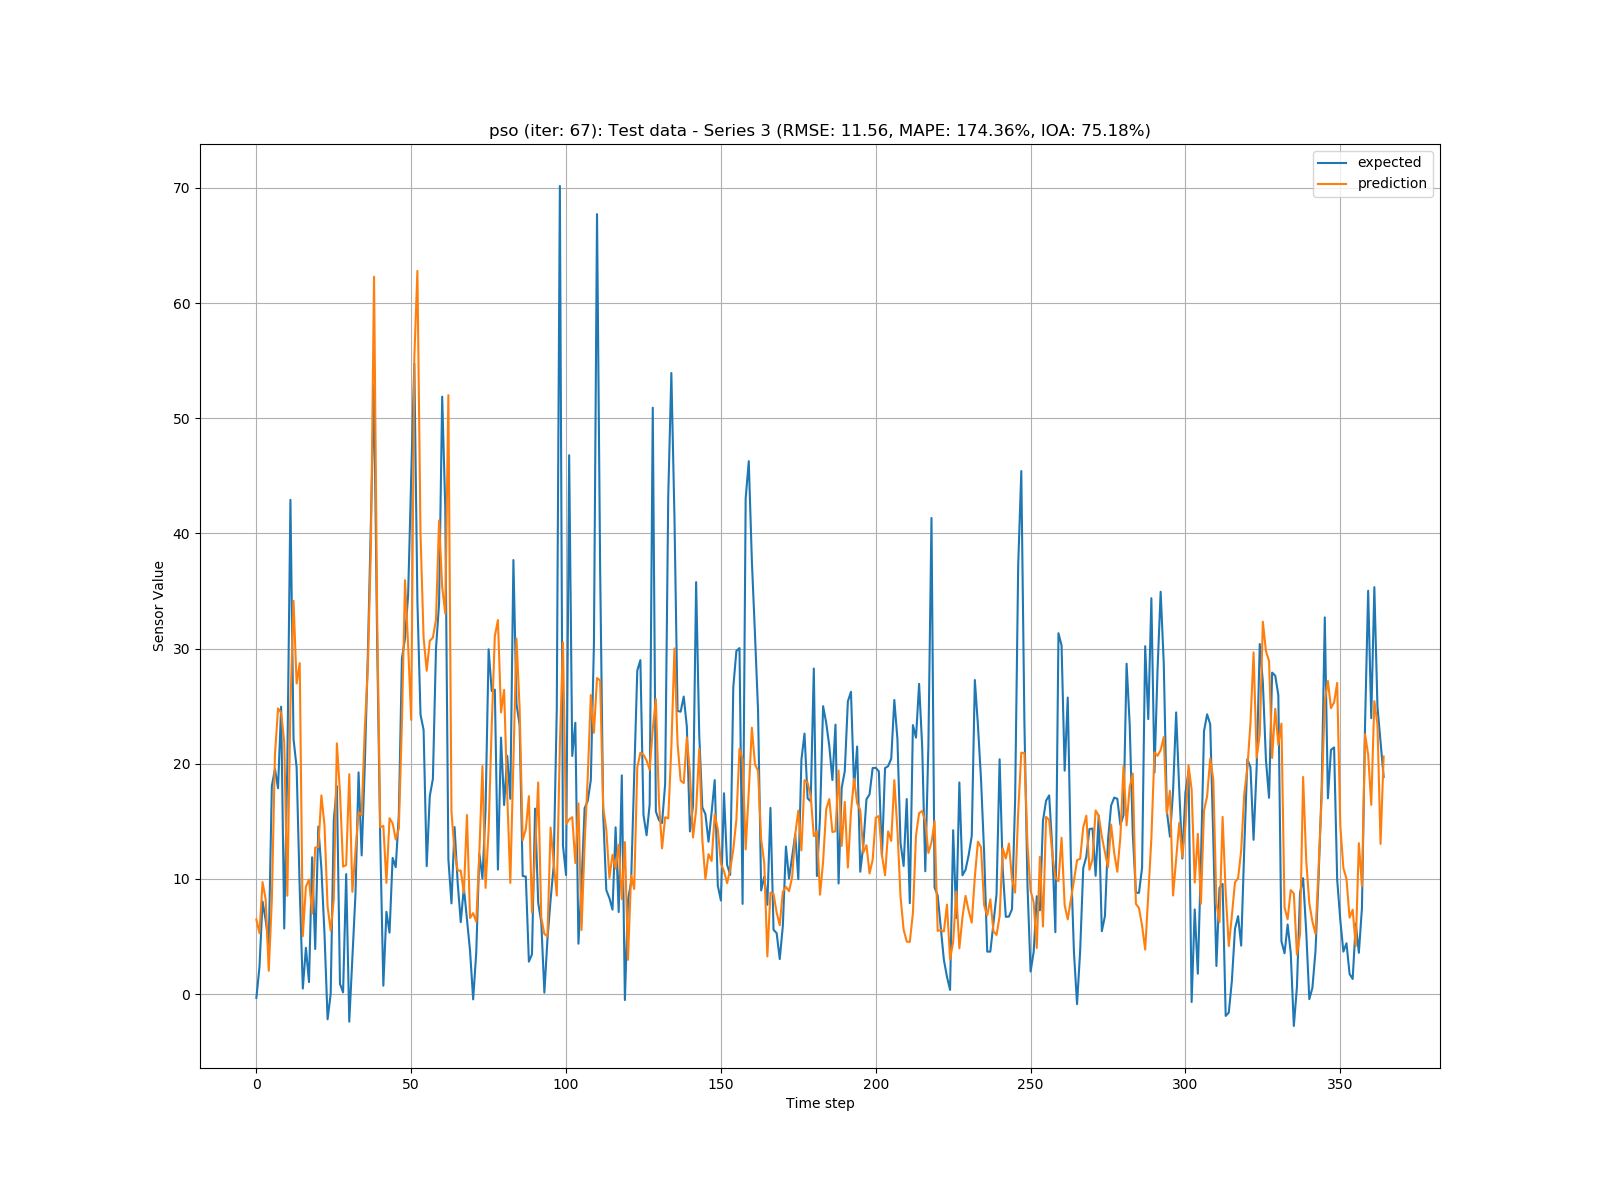 pso (iter: 67): Test data - Series 3 (RMSE: 11.56, MAPE: 174.36%, IOA: 75.18%)
expected
prediction
70
60
50
40
30
20
10
0
Sensor Value
0 50 100 150 200 250 300 350
Time step